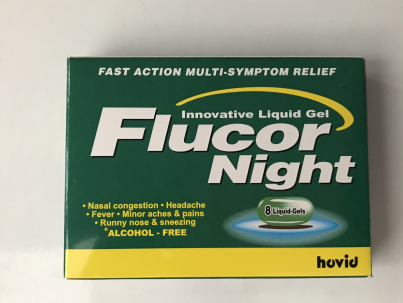 FAST ACTION MULTI-SYMPTOM RELIEF
Innovative Liquid Gel
Flucor
Night
• Nasal congestion • Headache
• Fever • Minor aches & pains
• Runny nose & sneezing
*ALCOHOL - FREE
8 Liquid-Gels
hovid